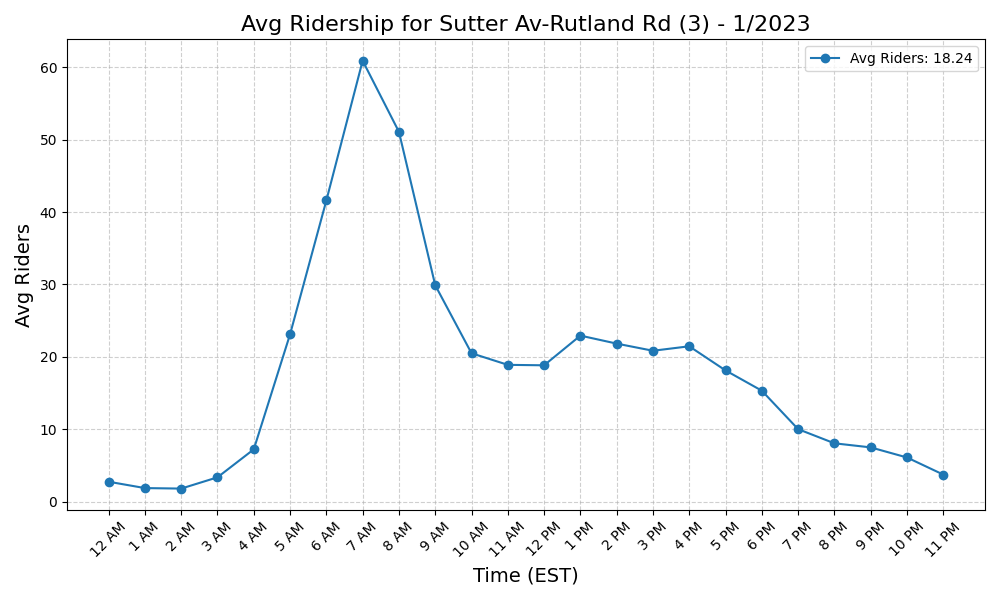 Avg Ridership for Sutter Av-Rutland Rd (3) - 1/2023
Avg Riders: 18.24
Avg Riders
60
50
40
30
20
10
0
12 AM
1 AM
2 AM
3 AM
4 AM
5 AM
6 AM
7 AM
8 AM
9 AM
10 AM
11 AM
12 PM
1 PM
2 PM
3 PM
4 PM
5 PM
6 PM
7 PM
8 PM
9 PM
10 PM
11 PM
Time (EST)